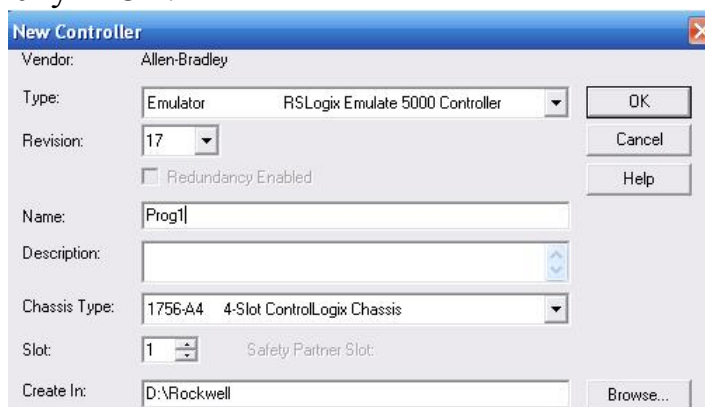 New Controller
Vendor: Allen-Bradley
Type: Emulator RSLogix Emulate 5000 Controller OK
Revision: 17 Cancel
Redundancy Enabled Help
Name: Prog1
Description:
Chassis Type: 1756-A4 4-Slot ControlLogix Chassis
Slot: 1 Safety Partner Slot:
Create In: D:\Rockwell Browse...